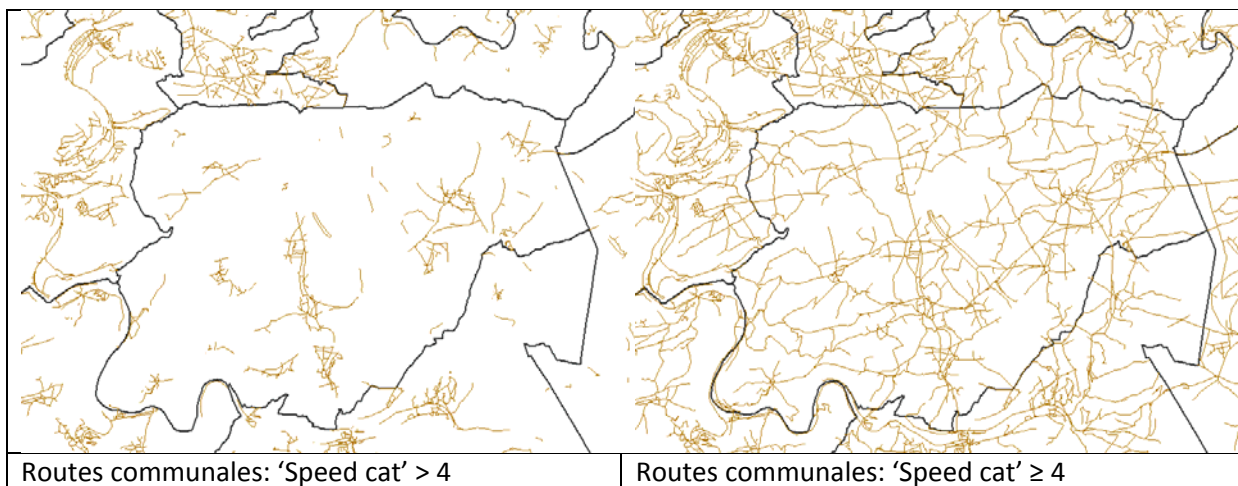 Routes communales: ‘Speed cat’ > 4
Routes communales: ‘Speed cat’ ≥ 4